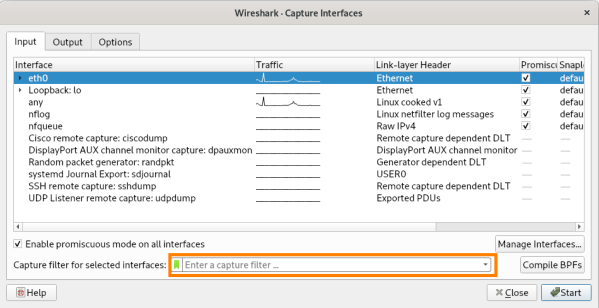 Wireshark · Capture Interfaces
Input Output Options
Interface Traffic Link-layer Header Promiscu Snaple
eth0 Ethernet defau
Loopback: lo Ethernet defau
any Linux cooked v1 defau
nflog Linux netfilter log messages defau
nfqueue Raw IPv4 defau
Cisco remote capture: ciscodump Remote capture dependent DLT — —
DisplayPort AUX channel monitor capture: dpauxmon DisplayPort AUX channel monitor — —
Random packet generator: randpkt Generator dependent DLT — —
systemd Journal Export: sdjournal USER0 — —
SSH remote capture: sshdump Remote capture dependent DLT — —
UDP Listener remote capture: udpdump Exported PDUs — —
Enable promiscuous mode on all interfaces Manage Interfaces...
Capture filter for selected interfaces: Enter a capture filter ... Compile BPFs
Help Close Start